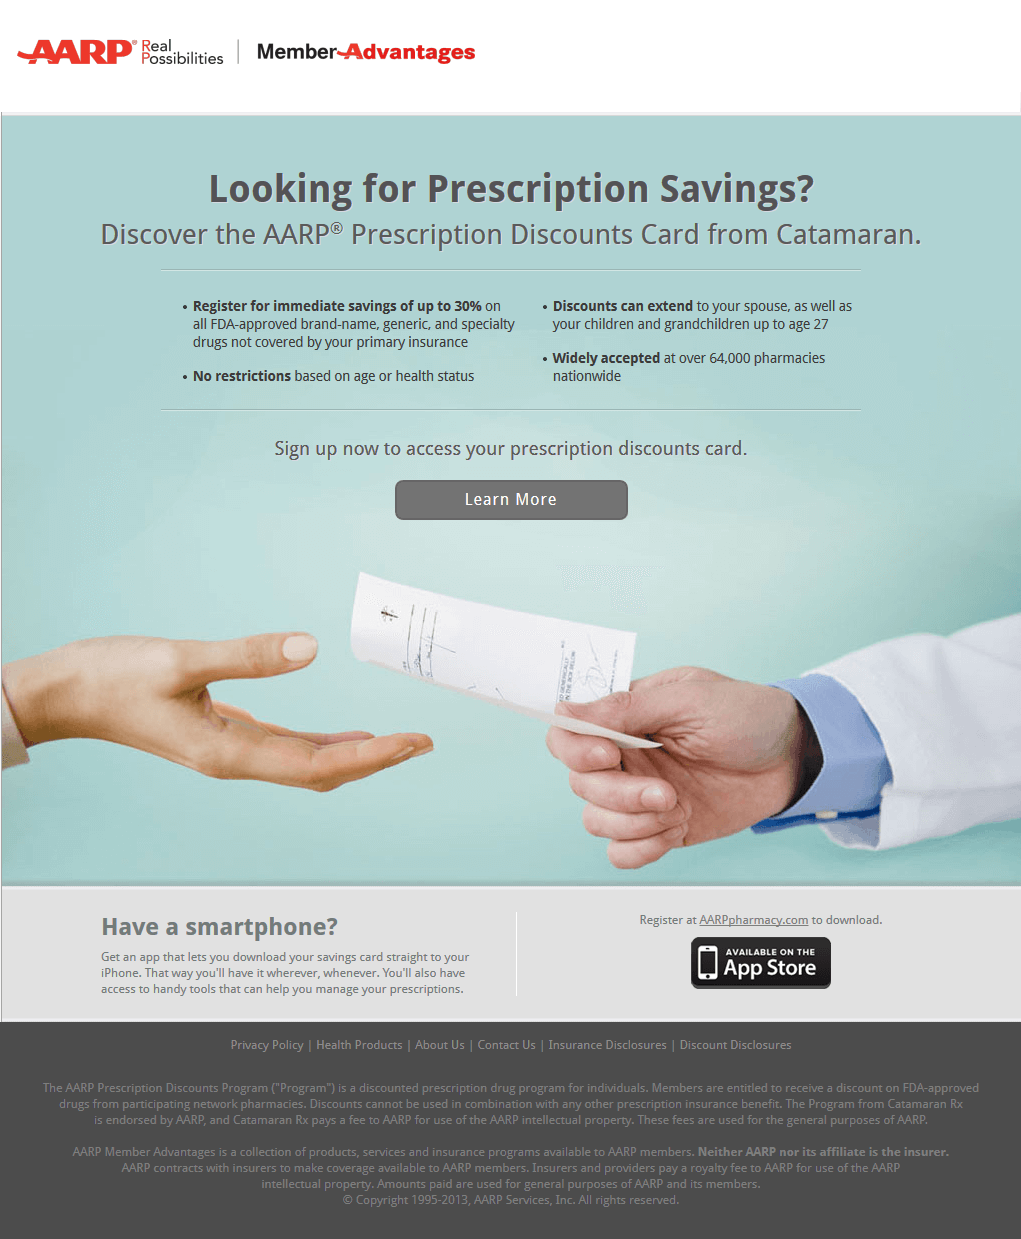 AARP® Real Possibilities | Member Advantages
Looking for Prescription Savings?
Discover the AARP® Prescription Discounts Card from Catamaran.
• Register for immediate savings of up to 30% on
all FDA-approved brand-name, generic, and specialty
drugs not covered by your primary insurance
• No restrictions based on age or health status
• Discounts can extend to your spouse, as well as
your children and grandchildren up to age 27
• Widely accepted at over 64,000 pharmacies
nationwide
Sign up now to access your prescription discounts card.
Learn More
Have a smartphone?
Get an app that lets you download your savings card straight to your
iPhone. That way you'll have it wherever, whenever. You'll also have
access to handy tools that can help you manage your prescriptions.
Register at AARPpharmacy.com to download.
AVAILABLE ON THE
App Store
Privacy Policy | Health Products | About Us | Contact Us | Insurance Disclosures | Discount Disclosures
The AARP Prescription Discounts Program ("Program") is a discounted prescription drug program for individuals. Members are entitled to receive a discount on FDA-approved
drugs from participating network pharmacies. Discounts cannot be used in combination with any other prescription insurance benefit. The Program from Catamaran Rx
is endorsed by AARP, and Catamaran Rx pays a fee to AARP for use of the AARP intellectual property. These fees are used for the general purposes of AARP.
AARP Member Advantages is a collection of products, services and insurance programs available to AARP members. Neither AARP nor its affiliate is the insurer.
AARP contracts with insurers to make coverage available to AARP members. Insurers and providers pay a royalty fee to AARP for use of the AARP
intellectual property. Amounts paid are used for general purposes of AARP and its members.
© Copyright 1995-2013, AARP Services, Inc. All rights reserved.